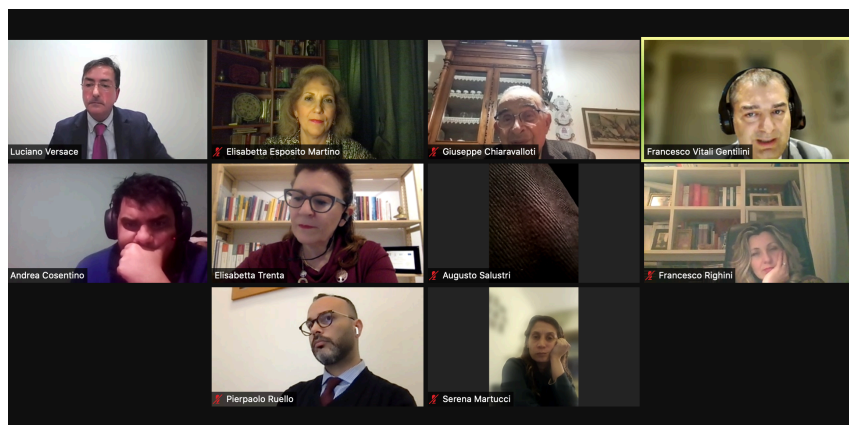 Luciano Versace
Elisabetta Esposito Martino
Giuseppe Chiaravalloti
Francesco Vitali Gentilini
Andrea Cosentino
Elisabetta Trenta
Augusto Salustri
Francesco Righini
Pierpaolo Ruello
Serena Martucci